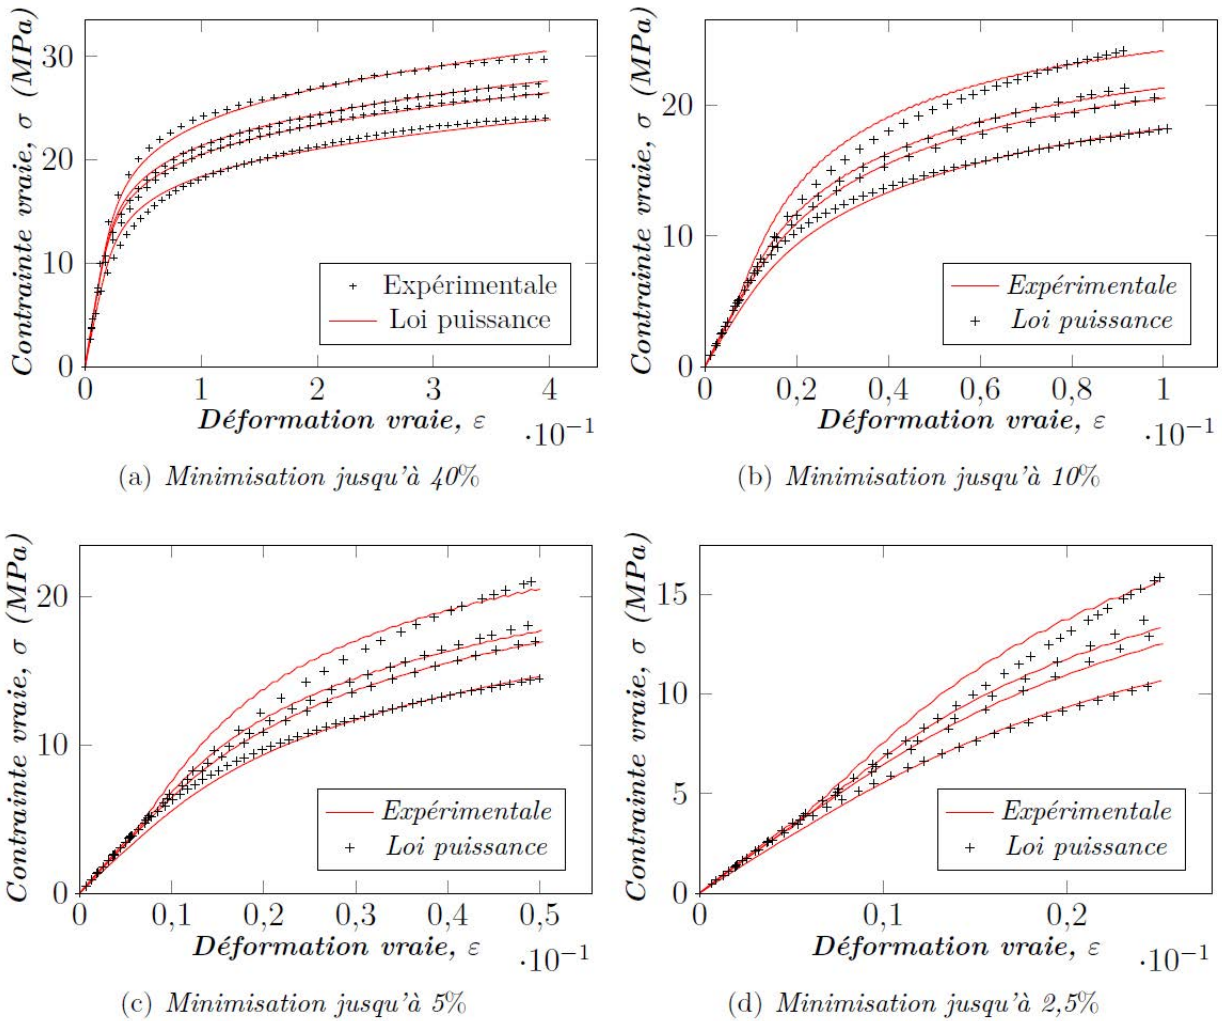 Contrainte vraie, σ (MPa)
30
20
10
0
0 1 2 3 4
Déformation vraie, ε
·10⁻¹
Expérimentale
Loi puissance
(a) Minimisation jusqu'à 40%
Contrainte vraie, σ (MPa)
20
10
0
0 0,2 0,4 0,6 0,8 1
Déformation vraie, ε
·10⁻¹
Expérimentale
Loi puissance
(b) Minimisation jusqu'à 10%
Contrainte vraie, σ (MPa)
20
10
0
0 0,1 0,2 0,3 0,4 0,5
Déformation vraie, ε
·10⁻¹
Expérimentale
Loi puissance
(c) Minimisation jusqu'à 5%
Contrainte vraie, σ (MPa)
15
10
5
0
0 0,1 0,2
Déformation vraie, ε
·10⁻¹
Expérimentale
Loi puissance
(d) Minimisation jusqu'à 2,5%